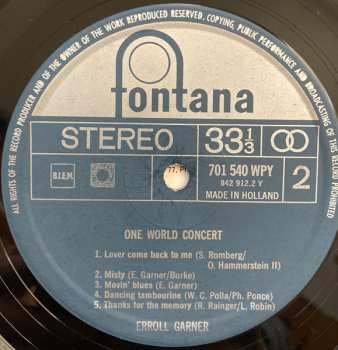 ALL RIGHTS OF THE RECORD PRODUCER AND OF THE OWNER OF THE WORK REPRODUCED RESERVED. COPYING, PUBLIC PERFORMANCE AND BROADCASTING OF THIS RECORD PROHIBITED
fontana
STEREO 33 1/3
B.I.E.M.
701 540 WPY
842 912.2 Y
MADE IN HOLLAND
2
ONE WORLD CONCERT
1. Lover come back to me (S. Romberg/
O. Hammerstein II)
2. Misty (E. Garner/Burke)
3. Movin' blues (E. Garner)
4. Dancing tambourine (W. C. Polla/Ph. Ponce)
5. Thanks for the memory (R. Rainger/L. Robin)
ERROLL GARNER